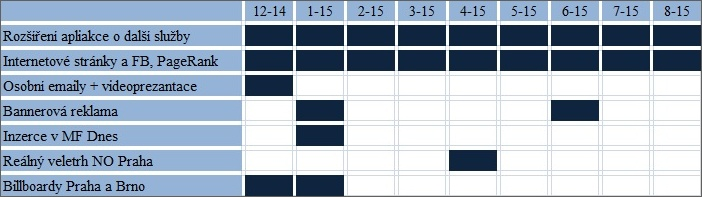 12-14 1-15 2-15 3-15 4-15 5-15 6-15 7-15 8-15
Rozšíření apliakce o další služby
Internetové stránky a FB, PageRank
Osobní emaily + videoprezantace
Bannerová reklama
Inzerce v MF Dnes
Reálný veletrh NO Praha
Billboardy Praha a Brno